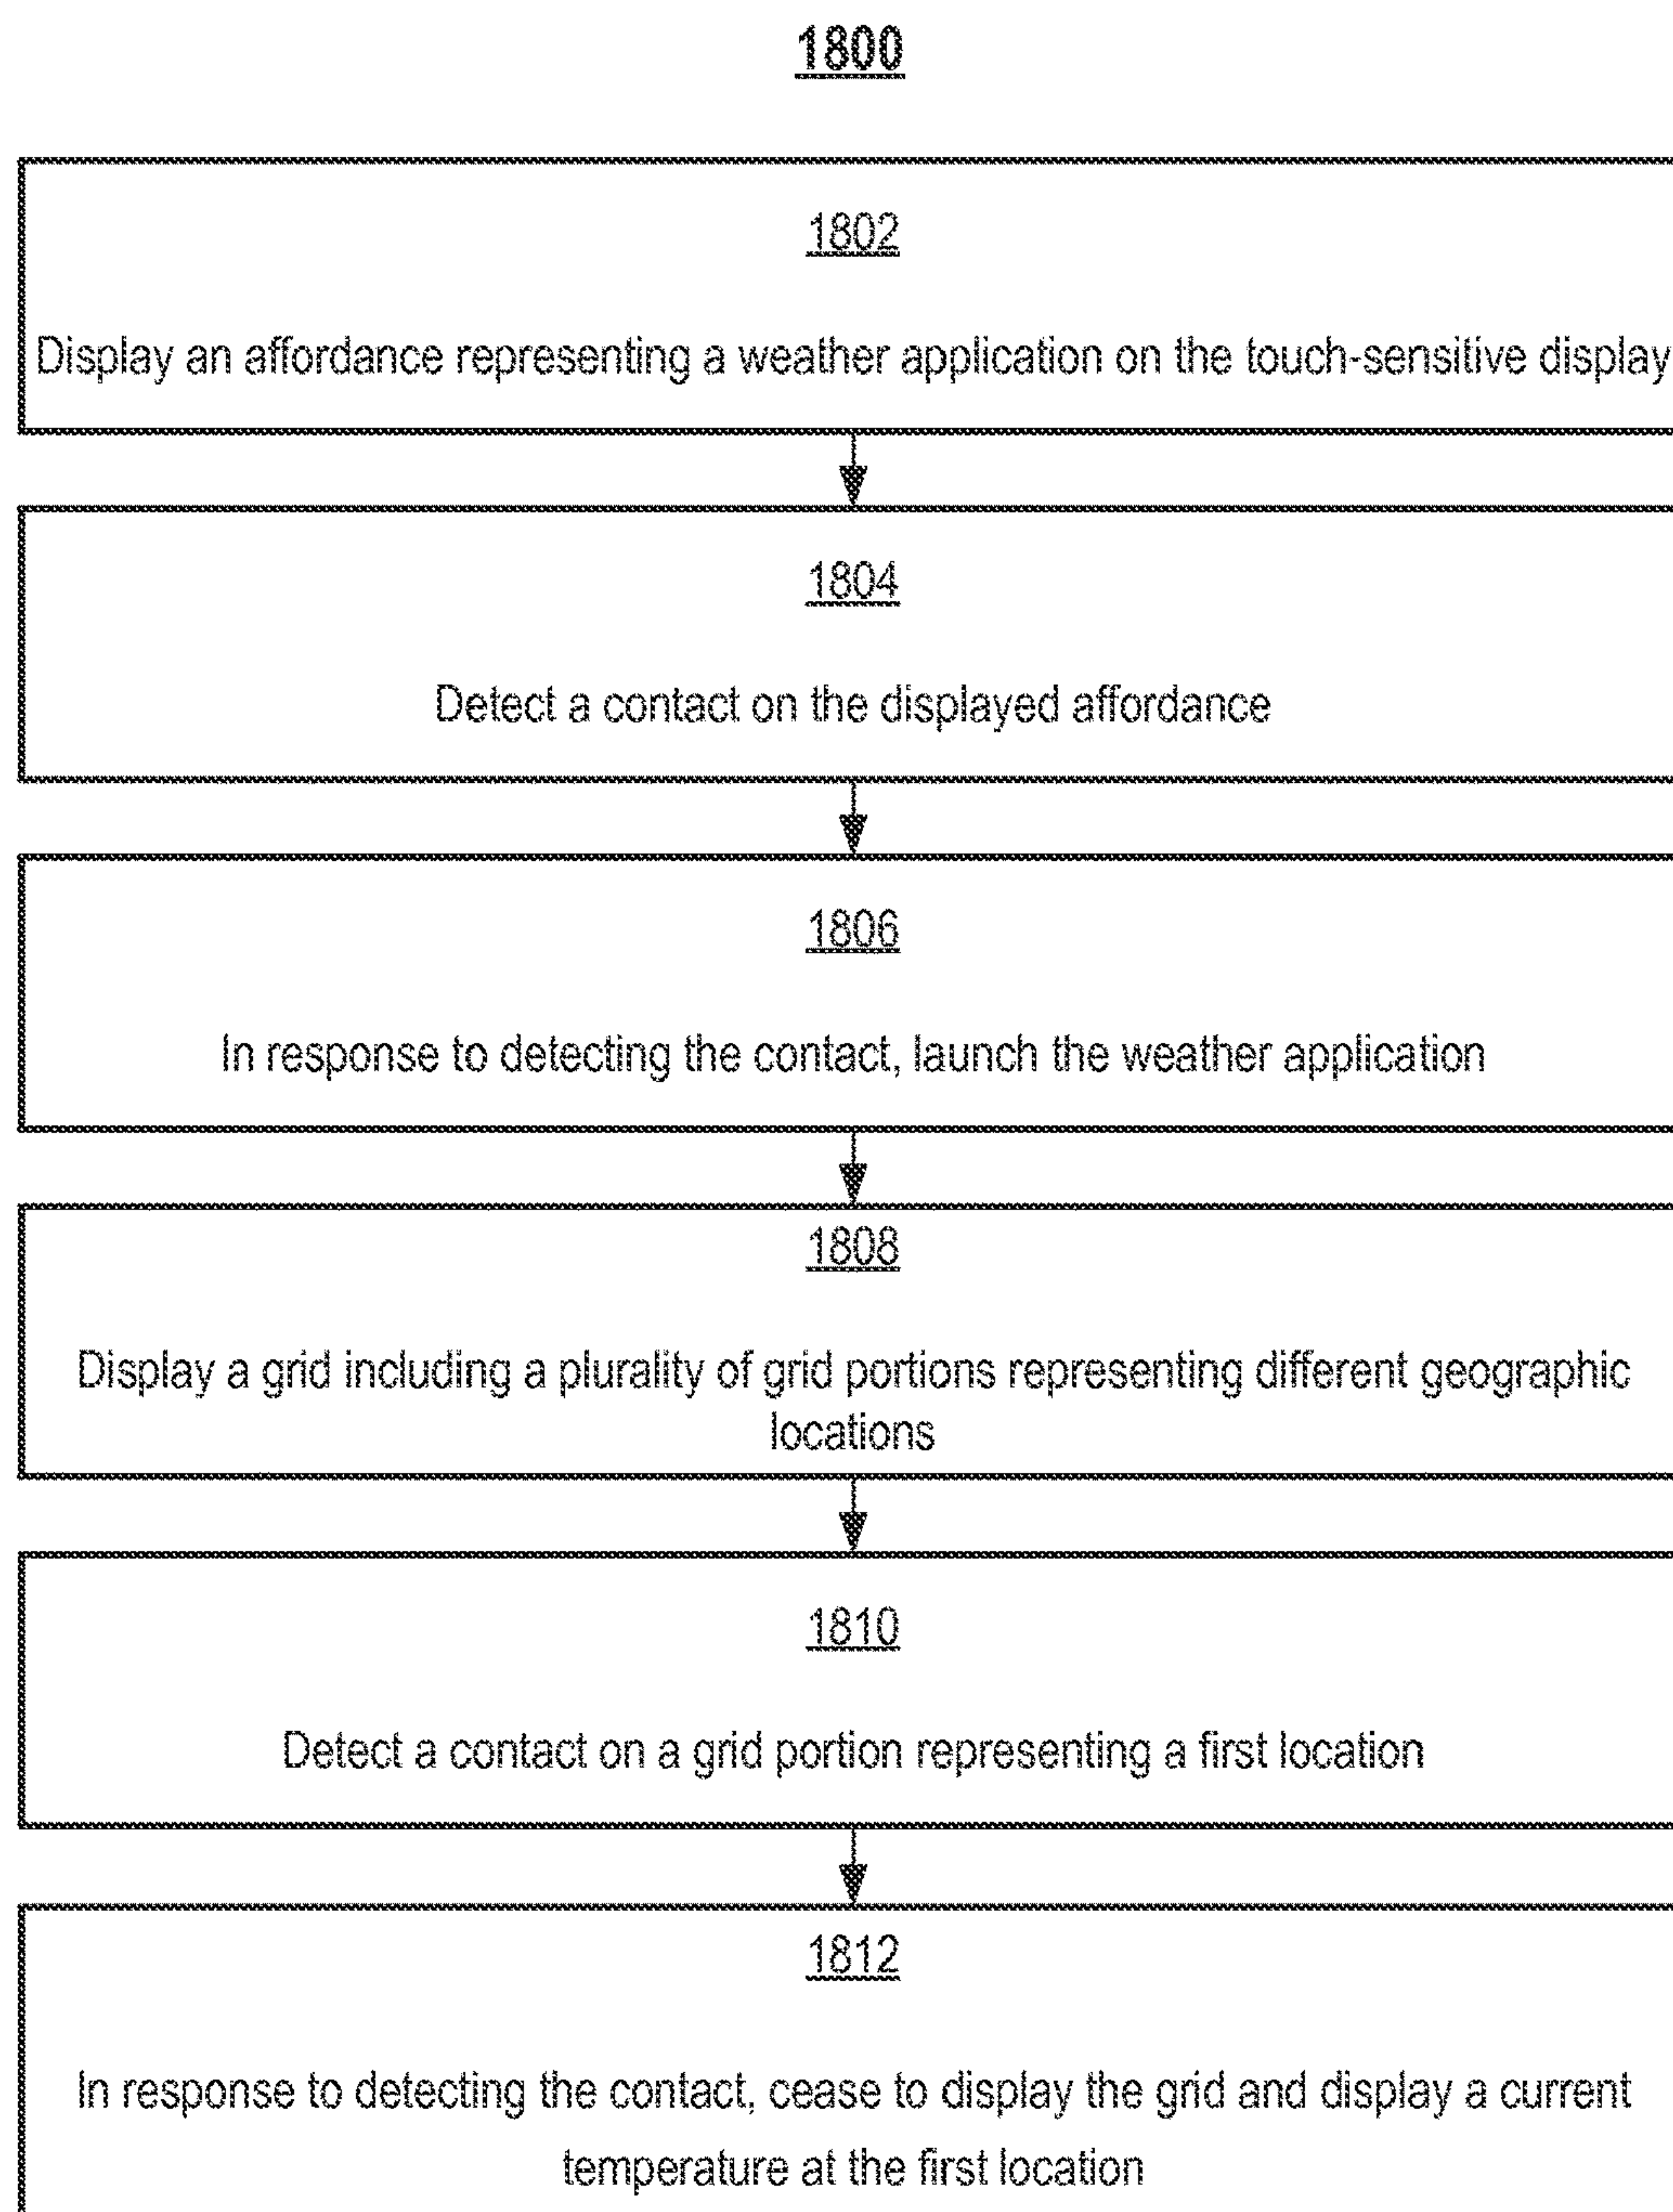 1800
1802
Display an affordance representing a weather application on the touch-sensitive display
1804
Detect a contact on the displayed affordance
1806
In response to detecting the contact, launch the weather application
1808
Display a grid including a plurality of grid portions representing different geographic
locations
1810
Detect a contact on a grid portion representing a first location
1812
In response to detecting the contact, cease to display the grid and display a current
temperature at the first location